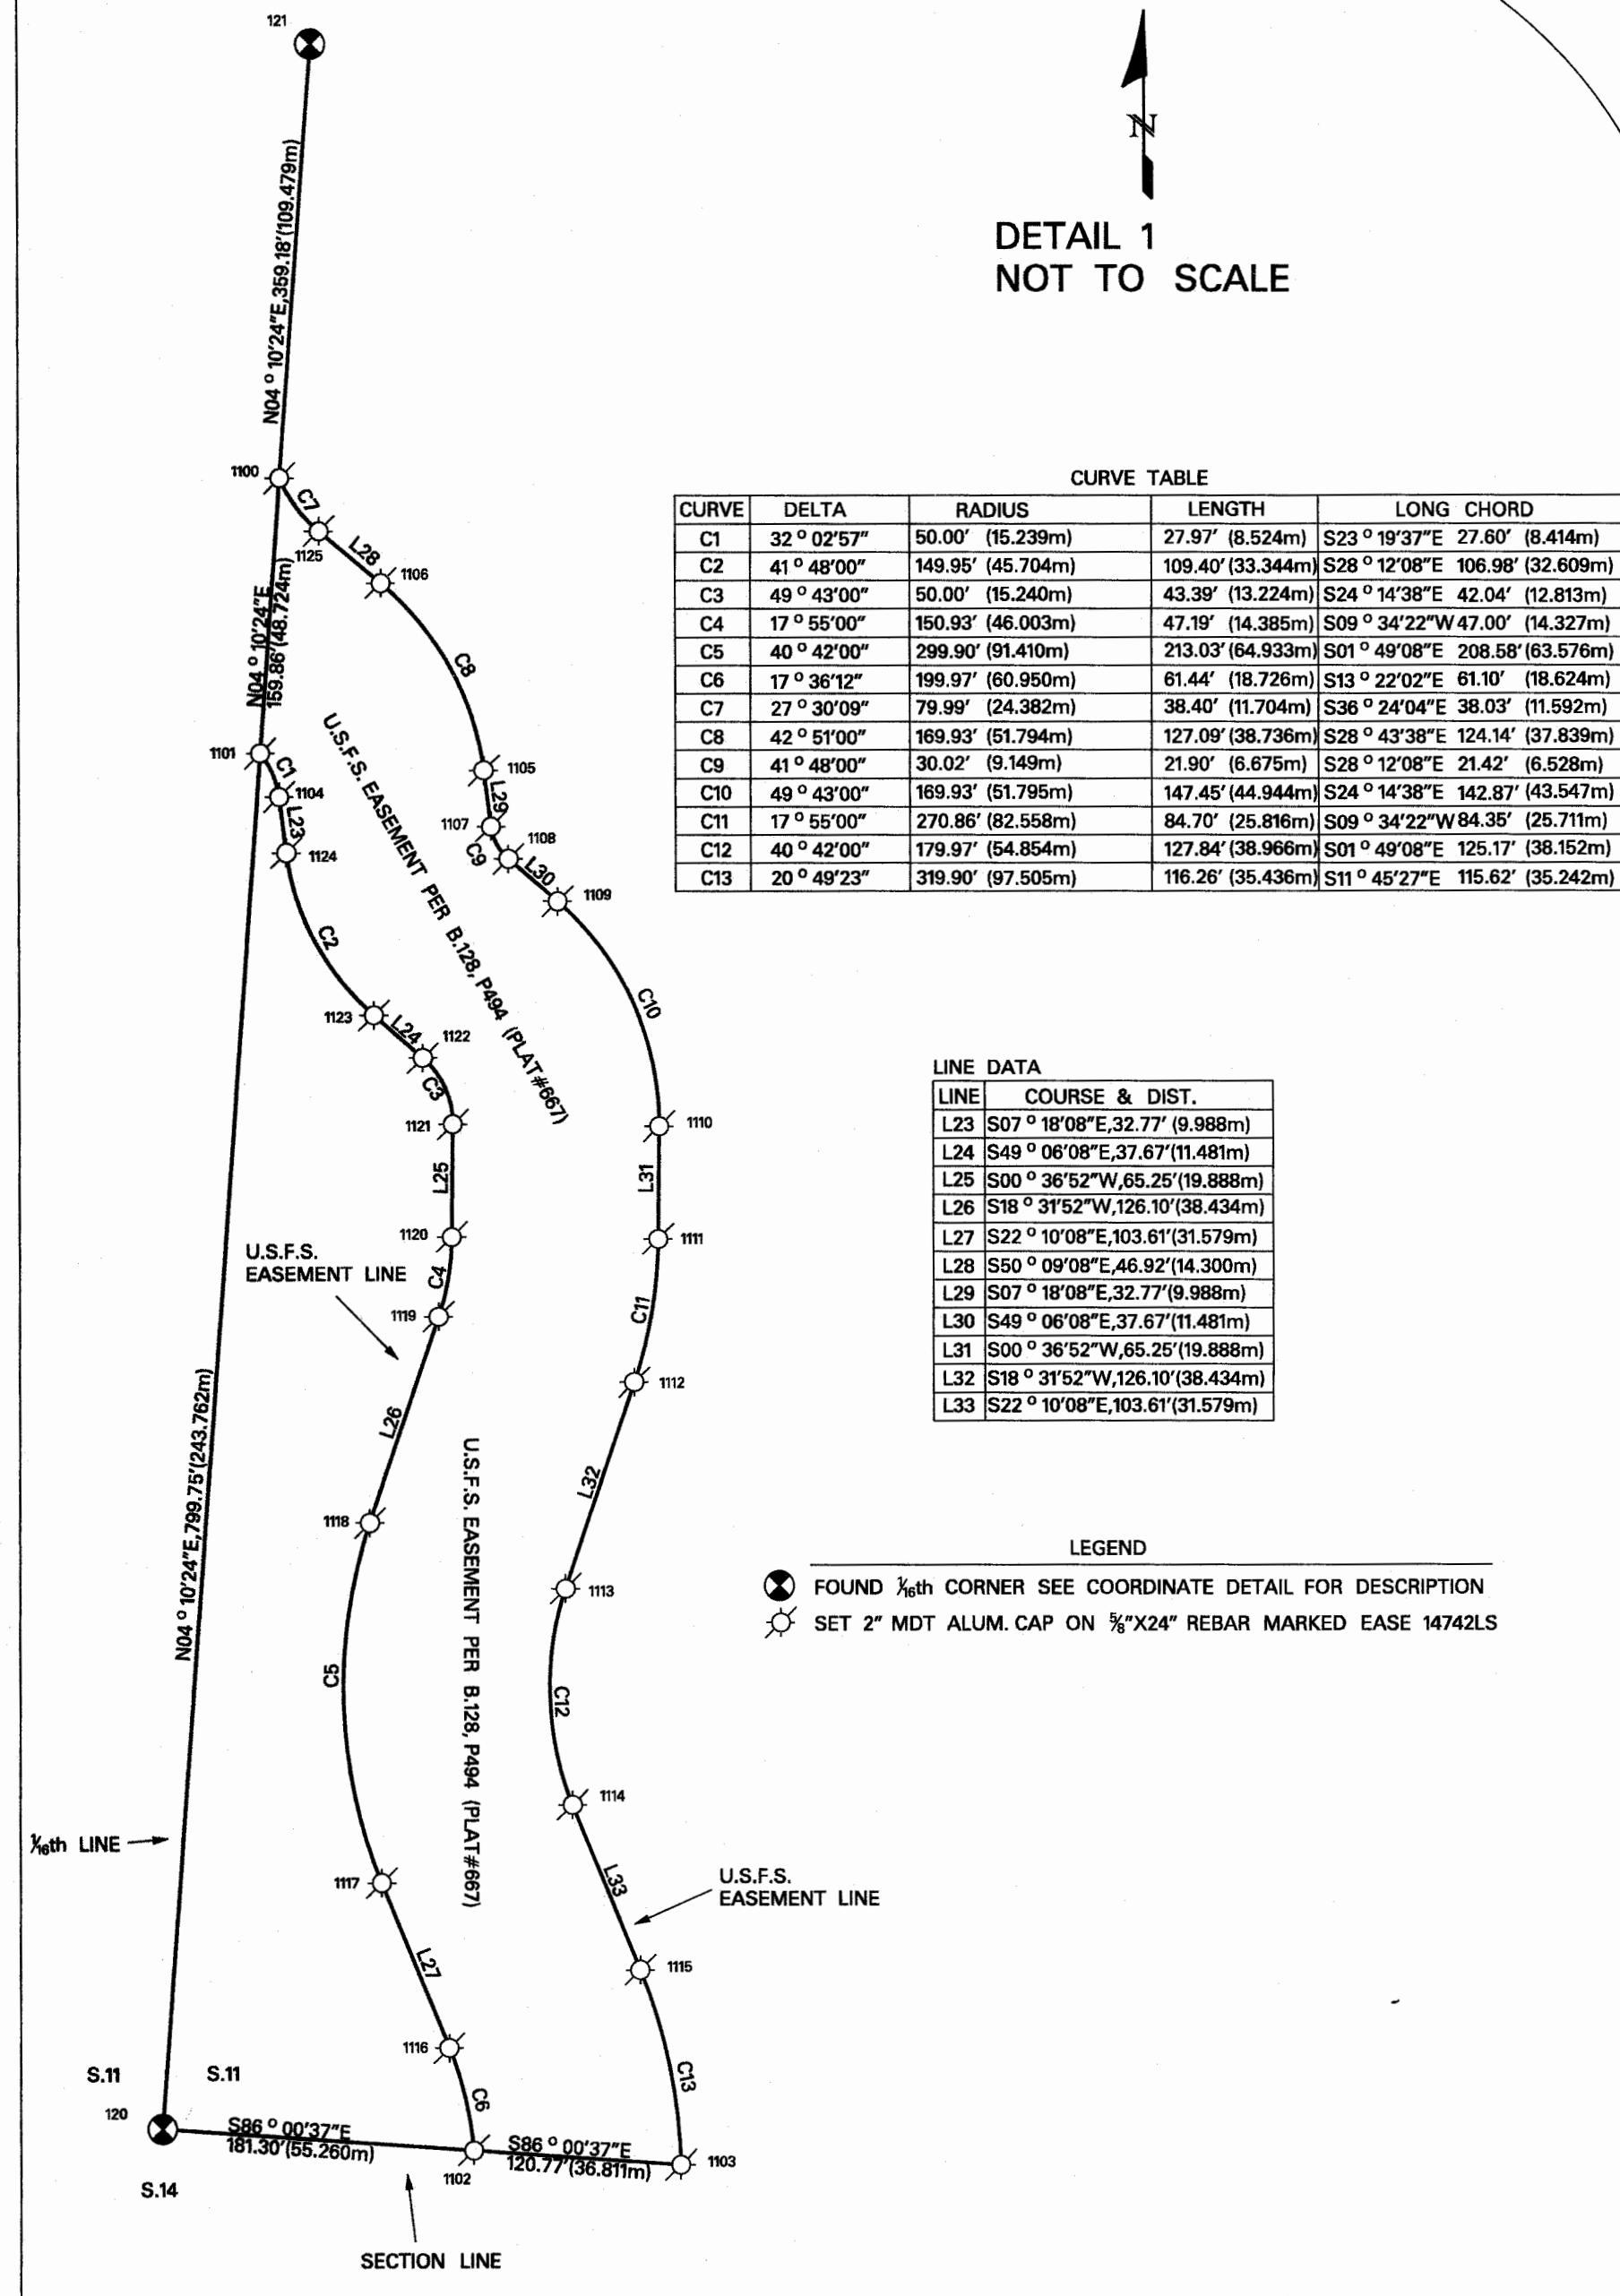 121
N
DETAIL 1
NOT TO SCALE
N04°10'24"E,359.18'(109.479m)
1100
C7
1125
L28
1106
N04°10'24"E
159.86'(48.724m)
C8
1101
C1
1104
L23
1124
1105
L29
1107
1108
C9
L30
1109
U.S.F.S. EASEMENT PER B.128, P494 (PLAT#667)
C2
1123
L24
1122
C3
1121
C10
1110
L25
L31
1120
1111
U.S.F.S.
EASEMENT LINE
C4
1119
C11
1112
L26
L32
1118
1113
N04°10'24"E,799.75'(243.762m)
U.S.F.S. EASEMENT PER B.128, P494 (PLAT#667)
C5
C12
1114
1/16th LINE
1117
L33
U.S.F.S.
EASEMENT LINE
L27
1115
1116
C6
C13
S.11 S.11
120
S86°00'37"E
181.30'(55.260m)
1102
S86°00'37"E
120.77'(36.811m)
1103
S.14
SECTION LINE
CURVE TABLE
CURVE DELTA RADIUS LENGTH LONG CHORD
C1 32°02'57" 50.00' (15.239m) 27.97' (8.524m) S23°19'37"E 27.60' (8.414m)
C2 41°48'00" 149.95' (45.704m) 109.40' (33.344m) S28°12'08"E 106.98' (32.609m)
C3 49°43'00" 50.00' (15.240m) 43.39' (13.224m) S24°14'38"E 42.04' (12.813m)
C4 17°55'00" 150.93' (46.003m) 47.19' (14.385m) S09°34'22"W 47.00' (14.327m)
C5 40°42'00" 299.90' (91.410m) 213.03' (64.933m) S01°49'08"E 208.58' (63.576m)
C6 17°36'12" 199.97' (60.950m) 61.44' (18.726m) S13°22'02"E 61.10' (18.624m)
C7 27°30'09" 79.99' (24.382m) 38.40' (11.704m) S36°24'04"E 38.03' (11.592m)
C8 42°51'00" 169.93' (51.794m) 127.09' (38.736m) S28°43'38"E 124.14' (37.839m)
C9 41°48'00" 30.02' (9.149m) 21.90' (6.675m) S28°12'08"E 21.42' (6.528m)
C10 49°43'00" 169.93' (51.795m) 147.45' (44.944m) S24°14'38"E 142.87' (43.547m)
C11 17°55'00" 270.86' (82.558m) 84.70' (25.816m) S09°34'22"W 84.35' (25.711m)
C12 40°42'00" 179.97' (54.854m) 127.84' (38.966m) S01°49'08"E 125.17' (38.152m)
C13 20°49'23" 319.90' (97.505m) 116.26' (35.436m) S11°45'27"E 115.62' (35.242m)
LINE DATA
LINE COURSE & DIST.
L23 S07°18'08"E,32.77' (9.988m)
L24 S49°06'08"E,37.67'(11.481m)
L25 S00°36'52"W,65.25'(19.888m)
L26 S18°31'52"W,126.10'(38.434m)
L27 S22°10'08"E,103.61'(31.579m)
L28 S50°09'08"E,46.92'(14.300m)
L29 S07°18'08"E,32.77'(9.988m)
L30 S49°06'08"E,37.67'(11.481m)
L31 S00°36'52"W,65.25'(19.888m)
L32 S18°31'52"W,126.10'(38.434m)
L33 S22°10'08"E,103.61'(31.579m)
LEGEND
FOUND 1/16th CORNER SEE COORDINATE DETAIL FOR DESCRIPTION
SET 2" MDT ALUM. CAP ON 5/8"X24" REBAR MARKED EASE 14742LS